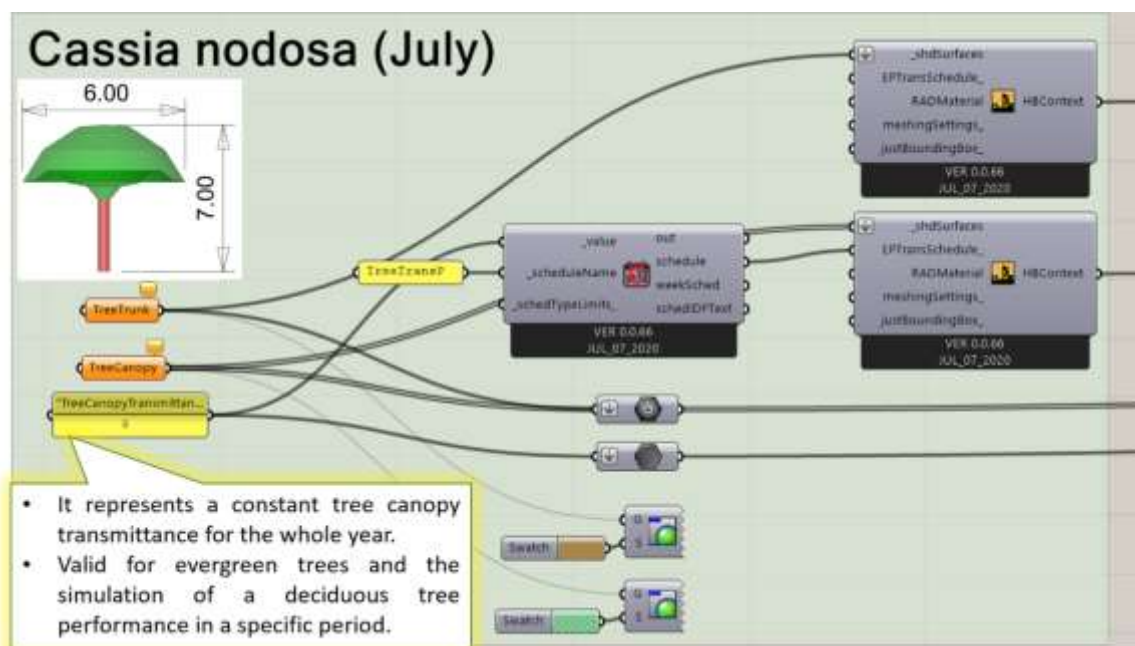 Cassia nodosa (July)
6.00
7.00
_shdSurfaces
EPTransSchedule_
RADMaterial
HBContext
meshingSettings_
justBoundingBox_
VER 0.0.66
JUL_07_2020
_value
out
_scheduleName
schedule
weekSched
_schedTypeLimits_
schedIDFText
VER 0.0.66
JUL_07_2020
TreeTransP
_shdSurfaces
EPTransSchedule_
RADMaterial
HBContext
meshingSettings_
justBoundingBox_
VER 0.0.66
JUL_07_2020
TreeTrunk
TreeCanopy
"TreeCanopyTransmittan...
G
S
Swatch
G
S
Swatch
• It represents a constant tree canopy
transmittance for the whole year.
• Valid for evergreen trees and the
simulation of a deciduous tree
performance in a specific period.